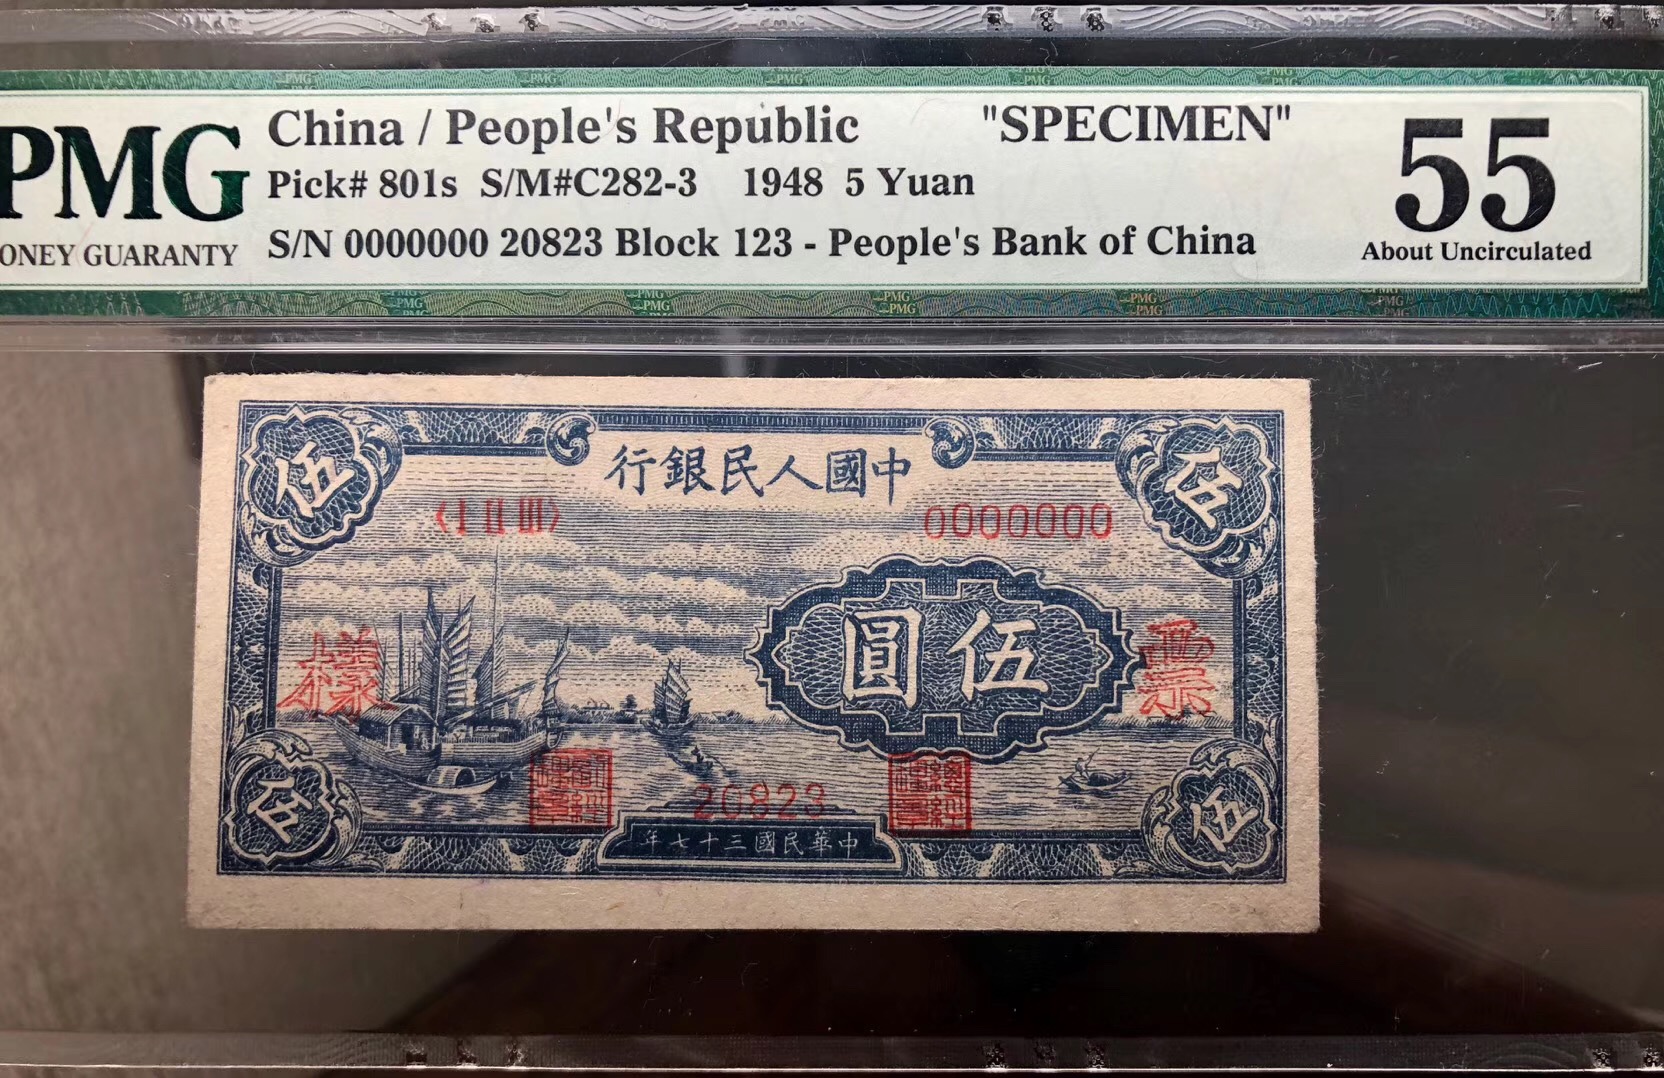 China / People's Republic "SPECIMEN"
Pick# 801s S/M#C282-3 1948 5 Yuan
S/N 0000000 20823 Block 123 - People's Bank of China
PMG
ONEY GUARANTY
55
About Uncirculated
伍 伍
行銀民人國中
〈I II III〉 0000000
圓伍
樣 票
20823
伍 伍
年七十三國民華中